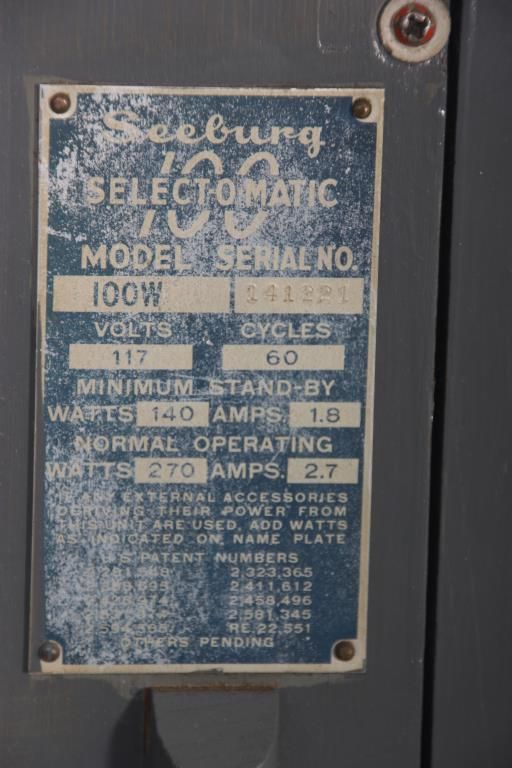 Seeburg
100
SELECT-O-MATIC
MODEL SERIAL NO.
100W 141221
VOLTS CYCLES
117 60
MINIMUM STAND-BY
WATTS 140 AMPS. 1.8
NORMAL OPERATING
WATTS 270 AMPS. 2.7
IF ANY EXTERNAL ACCESSORIES
DERIVING THEIR POWER FROM
THIS UNIT ARE USED, ADD WATTS
AS INDICATED ON NAME PLATE
U.S. PATENT NUMBERS
2,323,365
2,411,612
2,458,496
2,581,345
RE. 22,551
OTHERS PENDING